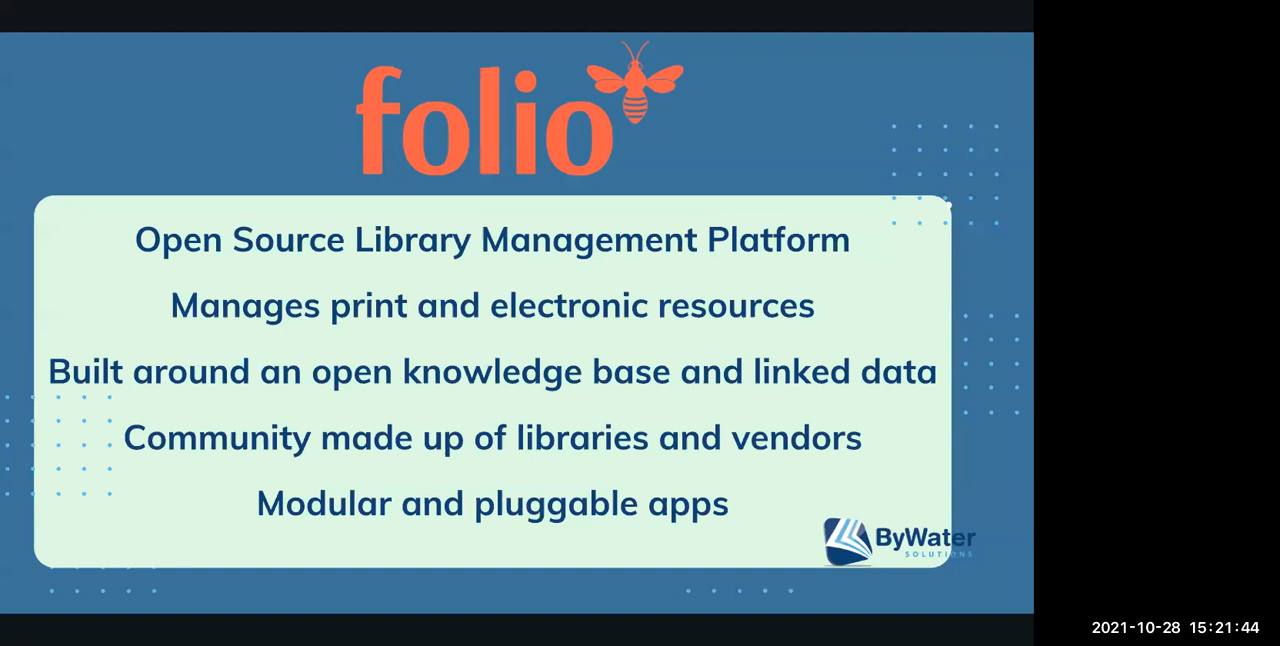 folio
Open Source Library Management Platform
Manages print and electronic resources
Built around an open knowledge base and linked data
Community made up of libraries and vendors
Modular and pluggable apps
ByWater
SOLUTIONS
2021-10-28 15:21:44